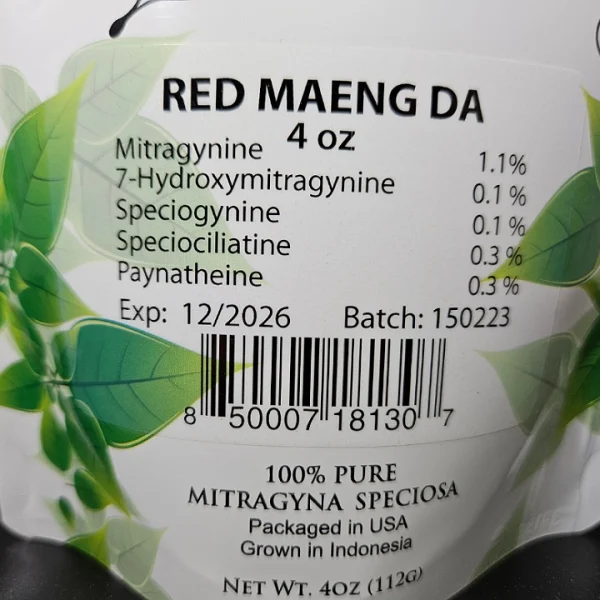 RED MAENG DA
4 oz
Mitragynine 1.1%
7-Hydroxymitragynine 0.1 %
Speciogynine 0.1 %
Speciociliatine 0.3 %
Paynatheine 0.3 %
Exp: 12/2026 Batch: 150223
8 50007 18130 7
100% PURE
MITRAGYNA SPECIOSA
Packaged in USA
Grown in Indonesia
NET WT. 4OZ (112G)